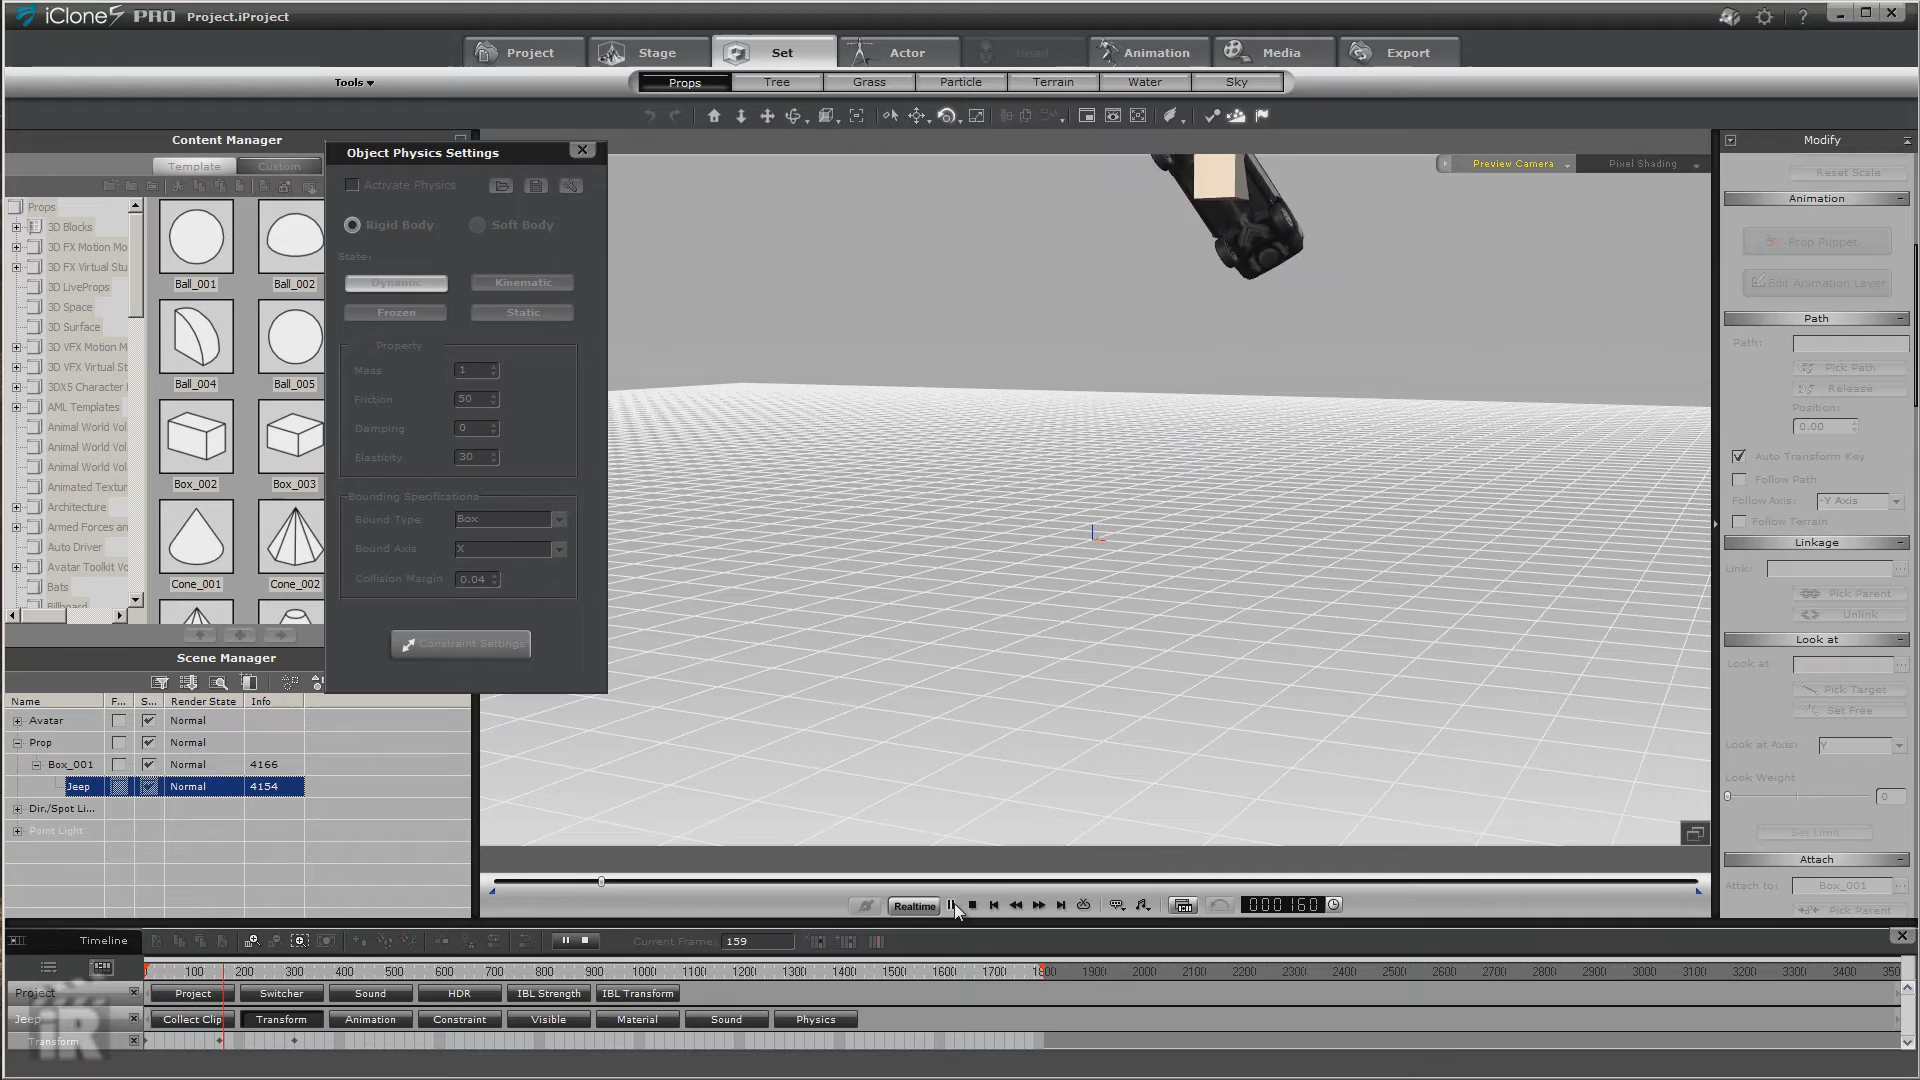 iClone5 PRO Project.iProject
Project Stage Set Actor Head Animation Media Export
Tools Props Tree Grass Particle Terrain Water Sky
Content Manager
Template Custom
Props
3D Blocks
3D FX Motion Mo
3D FX Virtual Stu
3D LiveProps
3D Space
3D Surface
3D VFX Motion M
3D VFX Virtual St
3DX5 Character
AML Templates
Animal World Vol
Animal World Vol
Animal World Vol
Animated Textur
Architecture
Armed Forces an
Auto Driver
Avatar Toolkit Vo
Bats
Billboard
Ball_001 Ball_002
Ball_004 Ball_005
Box_002 Box_003
Cone_001 Cone_002
Object Physics Settings
Activate Physics
Rigid Body Soft Body
State:
Dynamic Kinematic
Frozen Static
Property
Mass 1
Friction 50
Damping 0
Elasticity 30
Bounding Specifications
Bound Type Box
Bound Axis X
Collision Margin 0.04
Constraint Settings
Preview Camera Pixel Shading
Modify
Reset Scale
Animation
Prop Puppet
Edit Animation Layer
Path
Path:
Pick Path
Release
Position:
0.00
Auto Transform Key
Follow Path
Follow Axis: -Y Axis
Follow Terrain
Linkage
Link:
Pick Parent
Unlink
Look at
Look at
Pick Target
Set Free
Look at Axis: Y
Look Weight
0
Set Limit
Attach
Attach to: Box_001
Pick Parent
Scene Manager
Name F... S... Render State Info
Avatar Normal
Prop Normal
Box_001 Normal 4166
Jeep Normal 4154
Dir./Spot Li... Normal
Point Light Normal
Realtime 000160
Timeline Current Frame: 159
100 200 300 400 500 600 700 800 900 1000 1100 1200 1300 1400 1500 1600 1700 1800 1900 2000 2100 2200 2300 2400 2500 2600 2700 2800 2900 3000 3100 3200 3300 3400 350
Project Project Switcher Sound HDR IBL Strength IBL Transform
Jeep Collect Clip Transform Animation Constraint Visible Material Sound Physics
Transform
iR